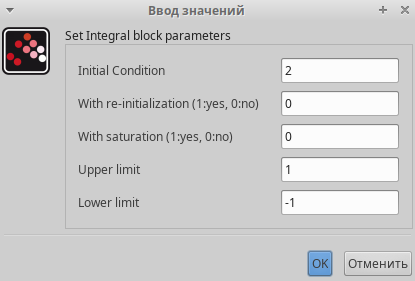 Ввод значений
Set Integral block parameters
Initial Condition 2
With re-initialization (1:yes, 0:no) 0
With saturation (1:yes, 0:no) 0
Upper limit 1
Lower limit -1
OK Отменить